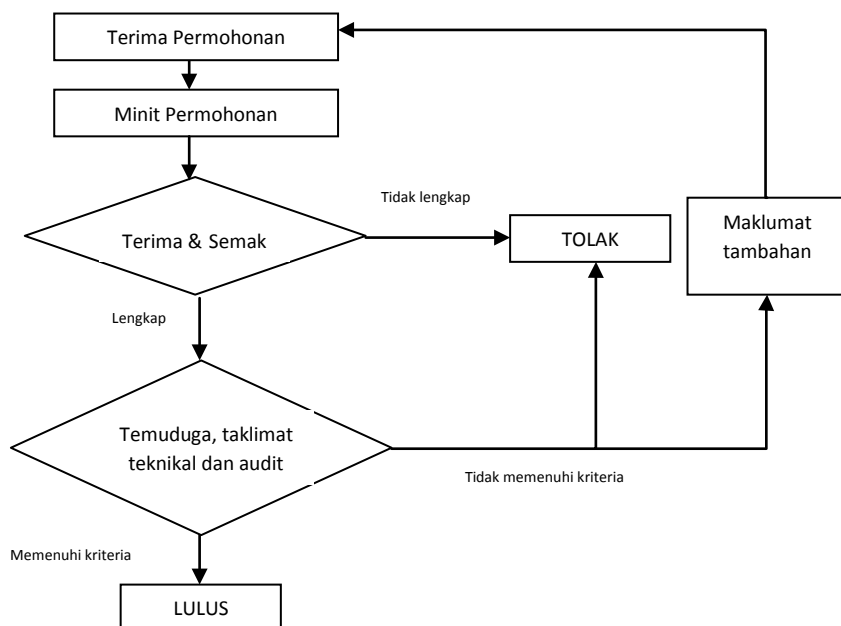 Terima Permohonan
Minit Permohonan
Tidak lengkap
Terima & Semak
TOLAK
Maklumat
tambahan
Lengkap
Temuduga, taklimat
teknikal dan audit
Tidak memenuhi kriteria
Memenuhi kriteria
LULUS